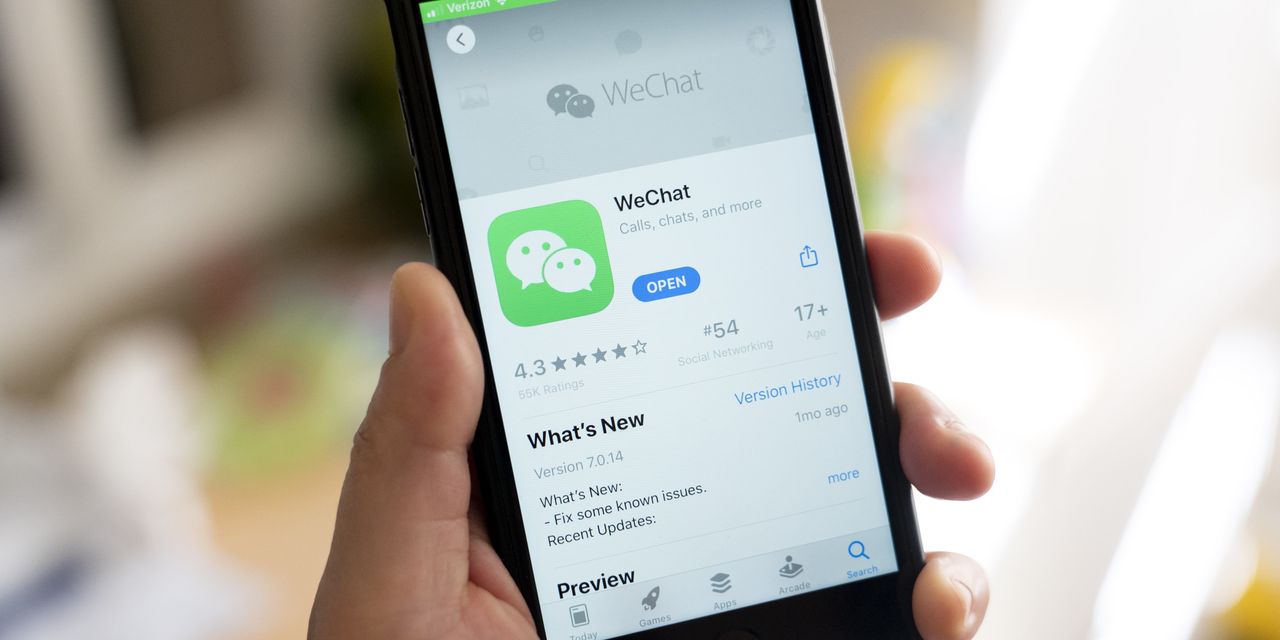 Verizon
WeChat
WeChat
Calls, chats, and more
OPEN
4.3
#54
17+
55K Ratings
Social Networking
Age
What's New
Version History
Version 7.0.14
1mo ago
What's New:
- Fix some known issues.
more
Recent Updates:
Preview
Today
Games
Apps
Arcade
Search